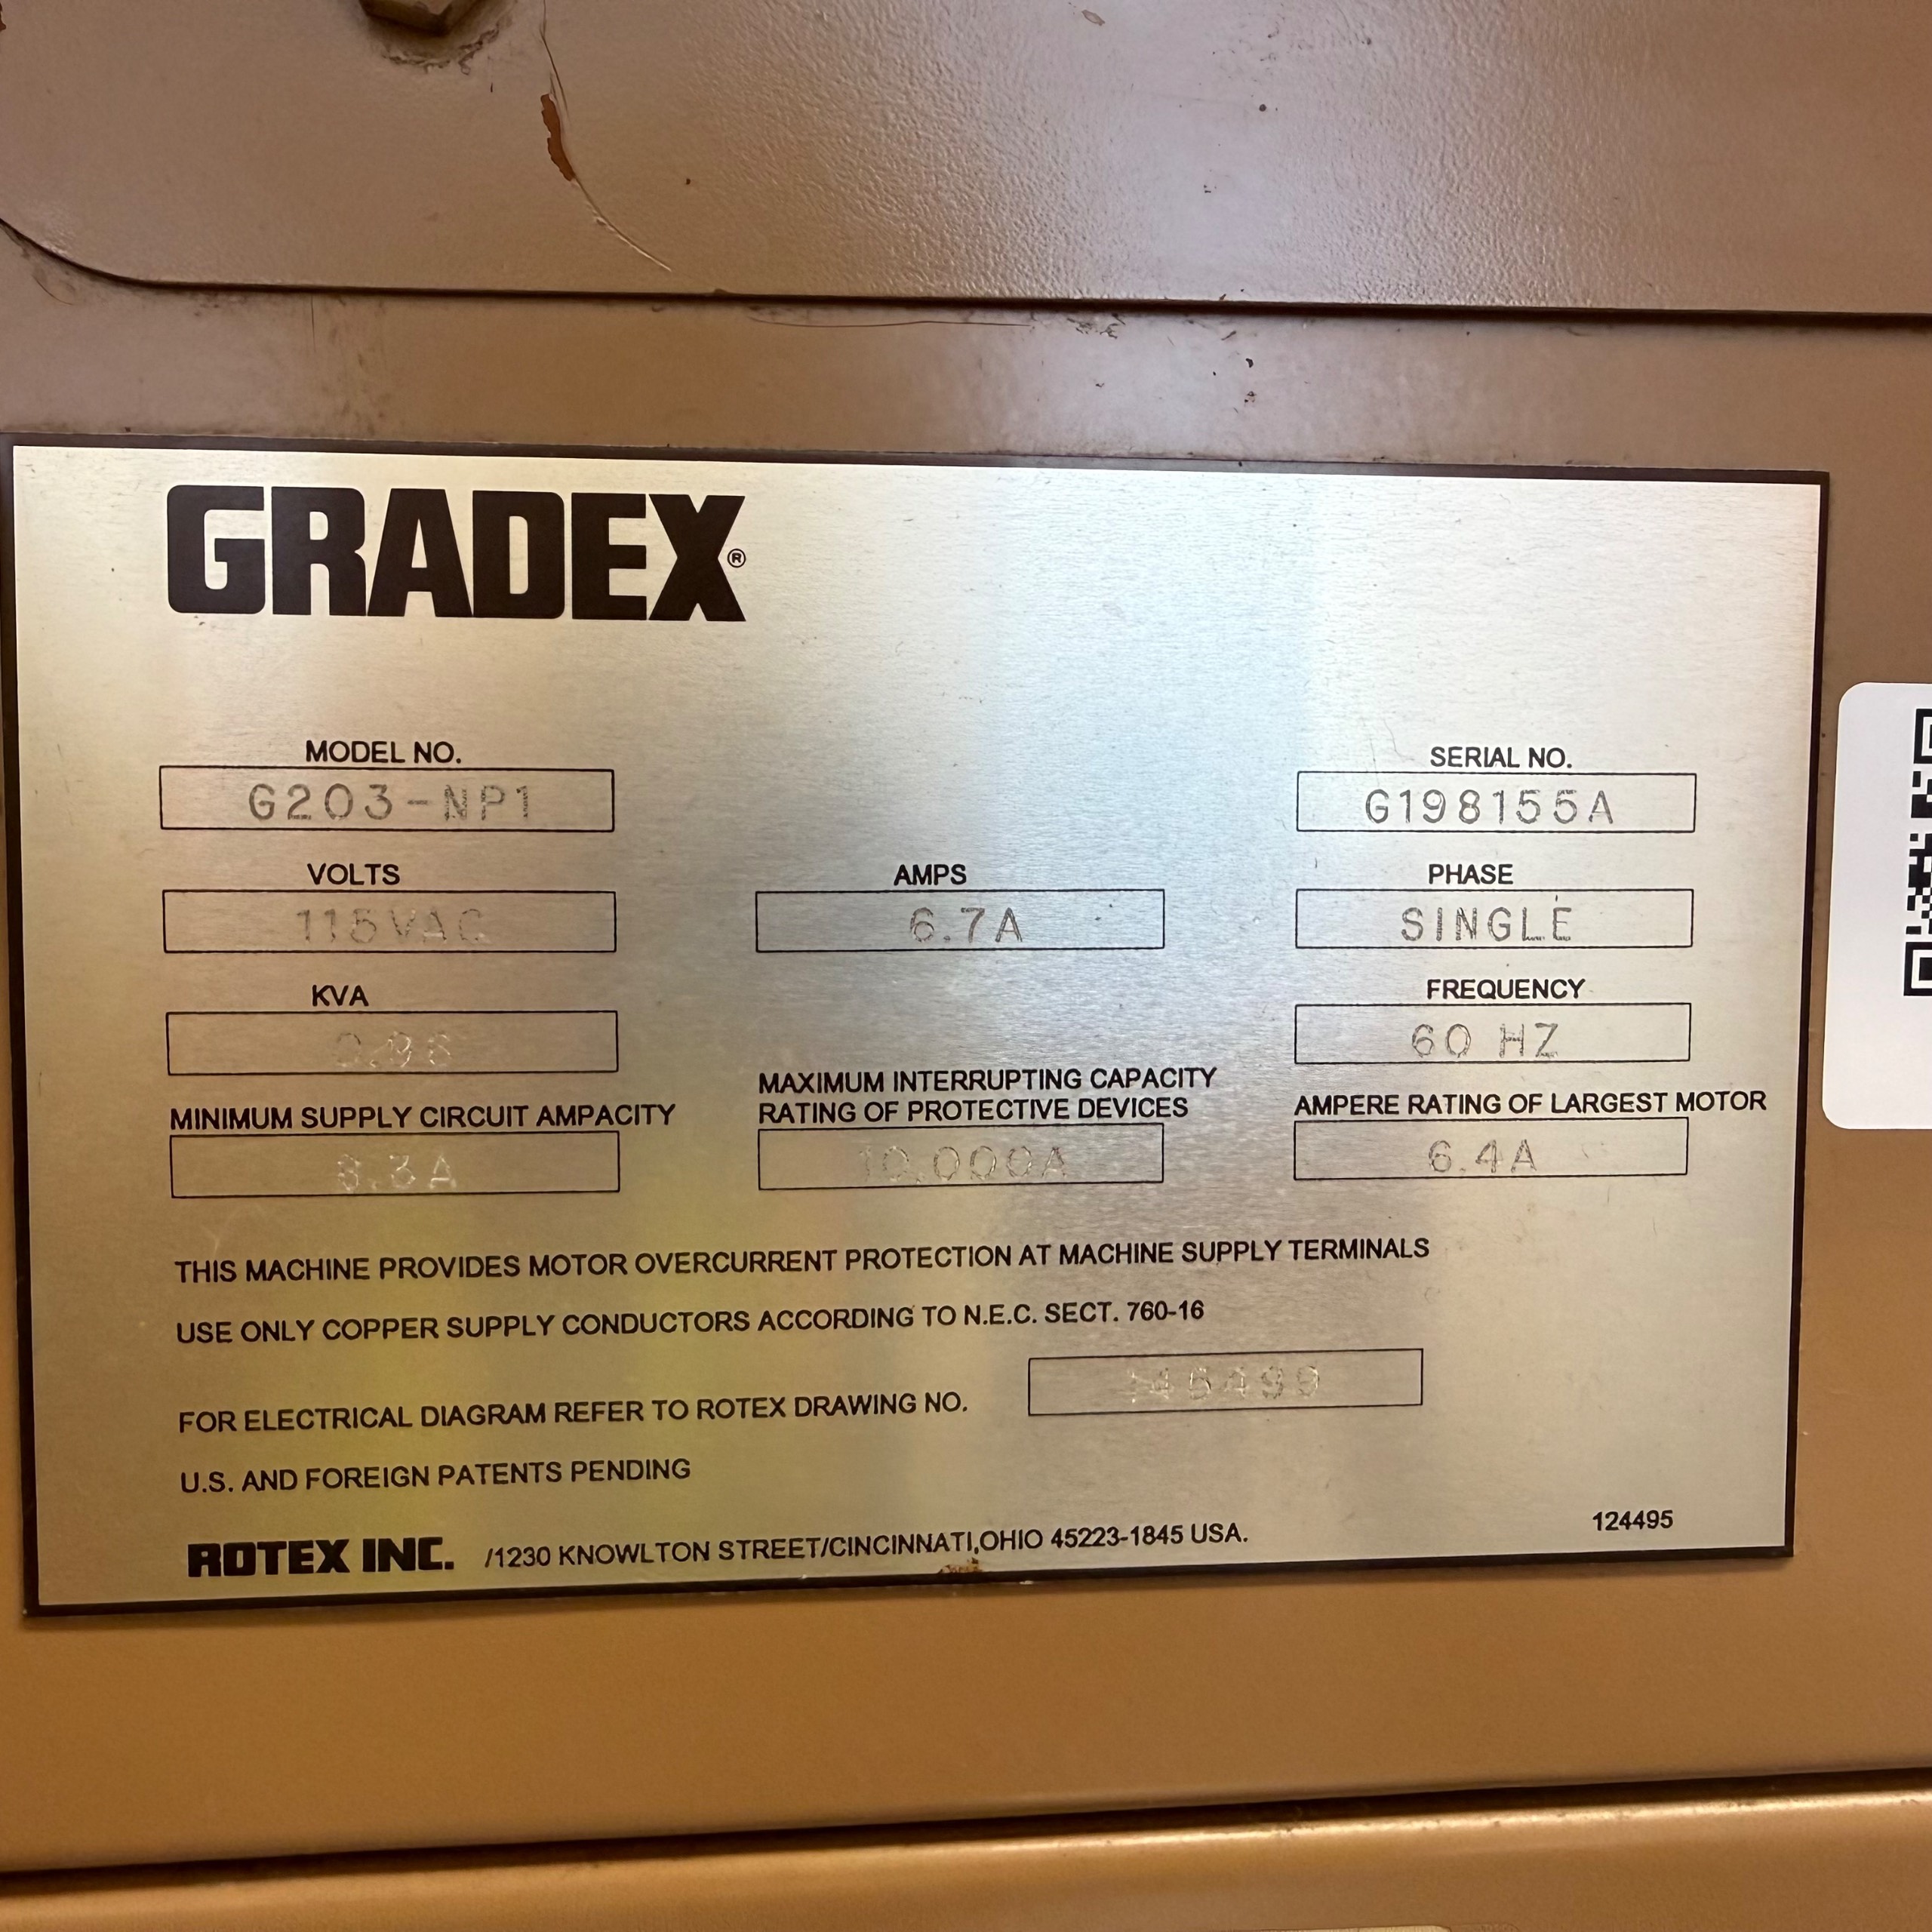 GRADEX®
MODEL NO.
G203-NP1
SERIAL NO.
G198155A
VOLTS
115VAC
AMPS
6.7A
PHASE
SINGLE
KVA
FREQUENCY
60 HZ
MINIMUM SUPPLY CIRCUIT AMPACITY
8.3A
MAXIMUM INTERRUPTING CAPACITY
RATING OF PROTECTIVE DEVICES
10,000A
AMPERE RATING OF LARGEST MOTOR
6.4A
THIS MACHINE PROVIDES MOTOR OVERCURRENT PROTECTION AT MACHINE SUPPLY TERMINALS
USE ONLY COPPER SUPPLY CONDUCTORS ACCORDING TO N.E.C. SECT. 760-16
FOR ELECTRICAL DIAGRAM REFER TO ROTEX DRAWING NO.
U.S. AND FOREIGN PATENTS PENDING
124495
ROTEX INC. /1230 KNOWLTON STREET/CINCINNATI,OHIO 45223-1845 USA.